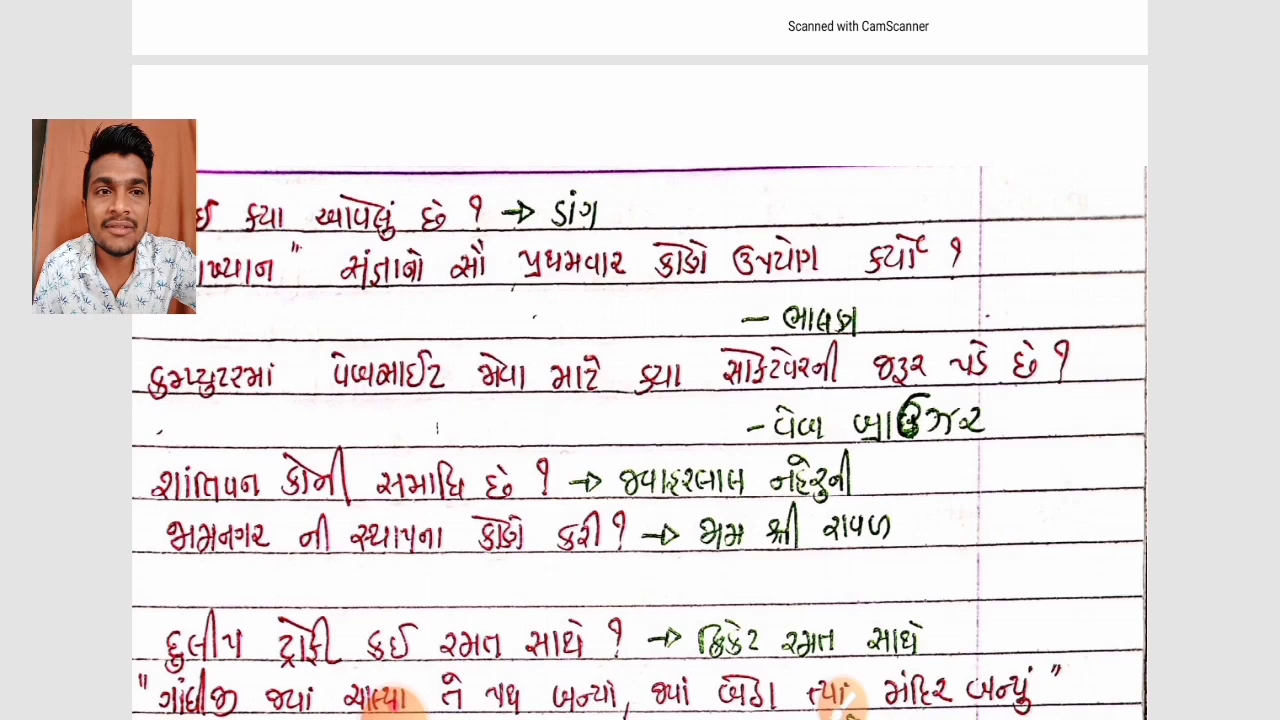 Scanned with CamScanner
ક્યા આવેલું છે ? → ડાંગ
ખ્યાન" સંજ્ઞાનો સૌ પ્રથમવાર કોણે ઉપયોગ કર્યો ?
- ભાલણ
કમ્પ્યુટરમાં વેબસાઈટ જોવા માટે ક્યા સોફ્ટવેરની જરૂર પડે છે ?
- વેબ બ્રાઉઝર
શાંતિવન કોની સમાધિ છે ? → જવાહરલાલ નહેરુની
જામનગર ની સ્થાપના કોણે કરી ? → જામ શ્રી રાવળ
દુલીપ ટ્રોફી કઈ રમત સાથે ? → ક્રિકેટ રમત સાથે
"ગાંધીજી જ્યાં ચાલ્યા તે પથ બન્યો, જ્યાં બેઠા ત્યાં મંદિર બન્યું"